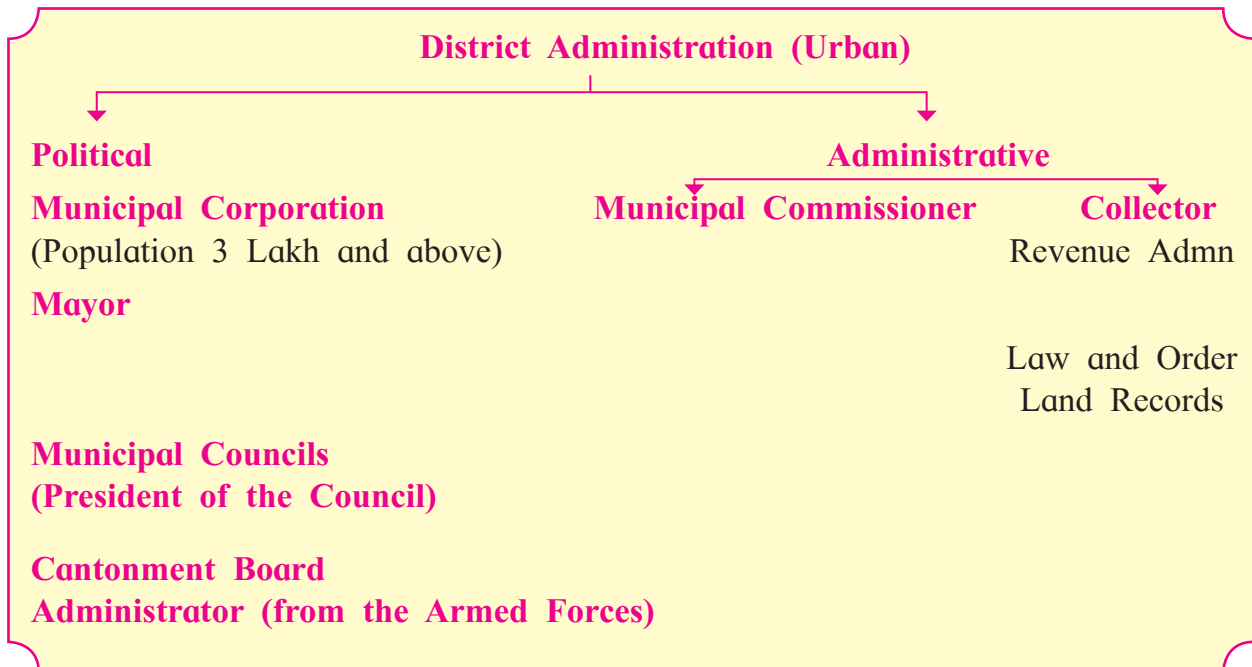 District Administration (Urban)
Political
Administrative
Municipal Corporation
Municipal Commissioner
Collector
(Population 3 Lakh and above)
Revenue Admn
Mayor
Law and Order
Land Records
Municipal Councils
(President of the Council)
Cantonment Board
Administrator (from the Armed Forces)